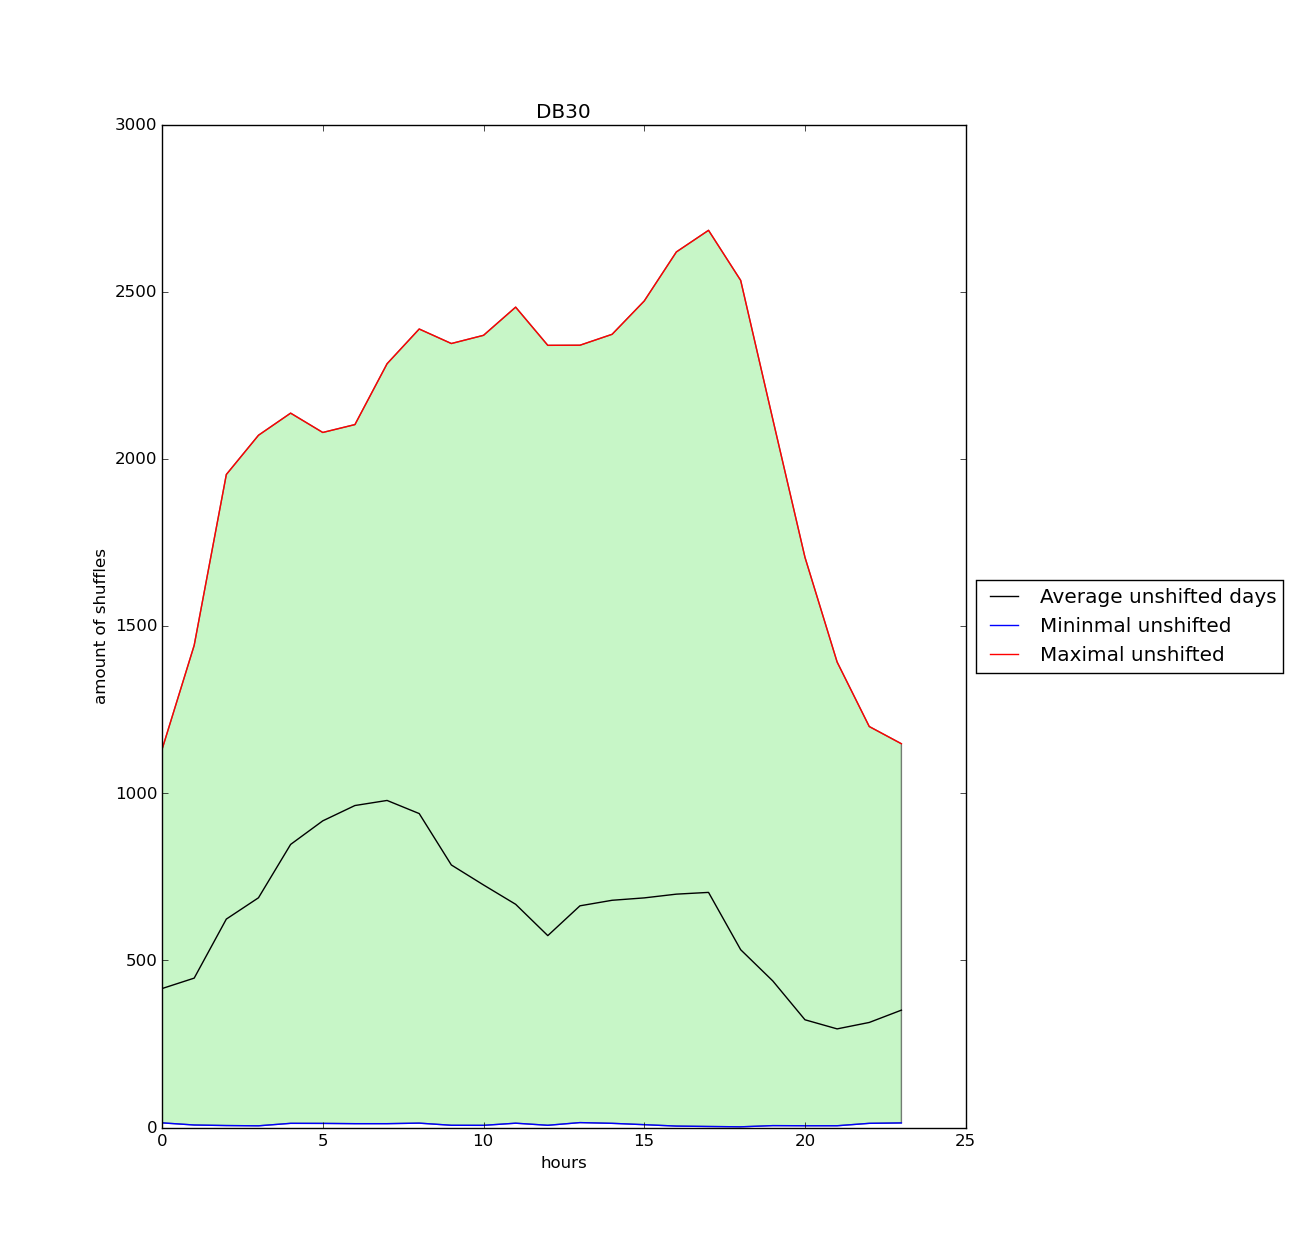 DB30
3000
2500
2000
1500
1000
500
0
0 5 10 15 20 25
hours
amount of shuffles
Average unshifted days
Mininmal unshifted
Maximal unshifted